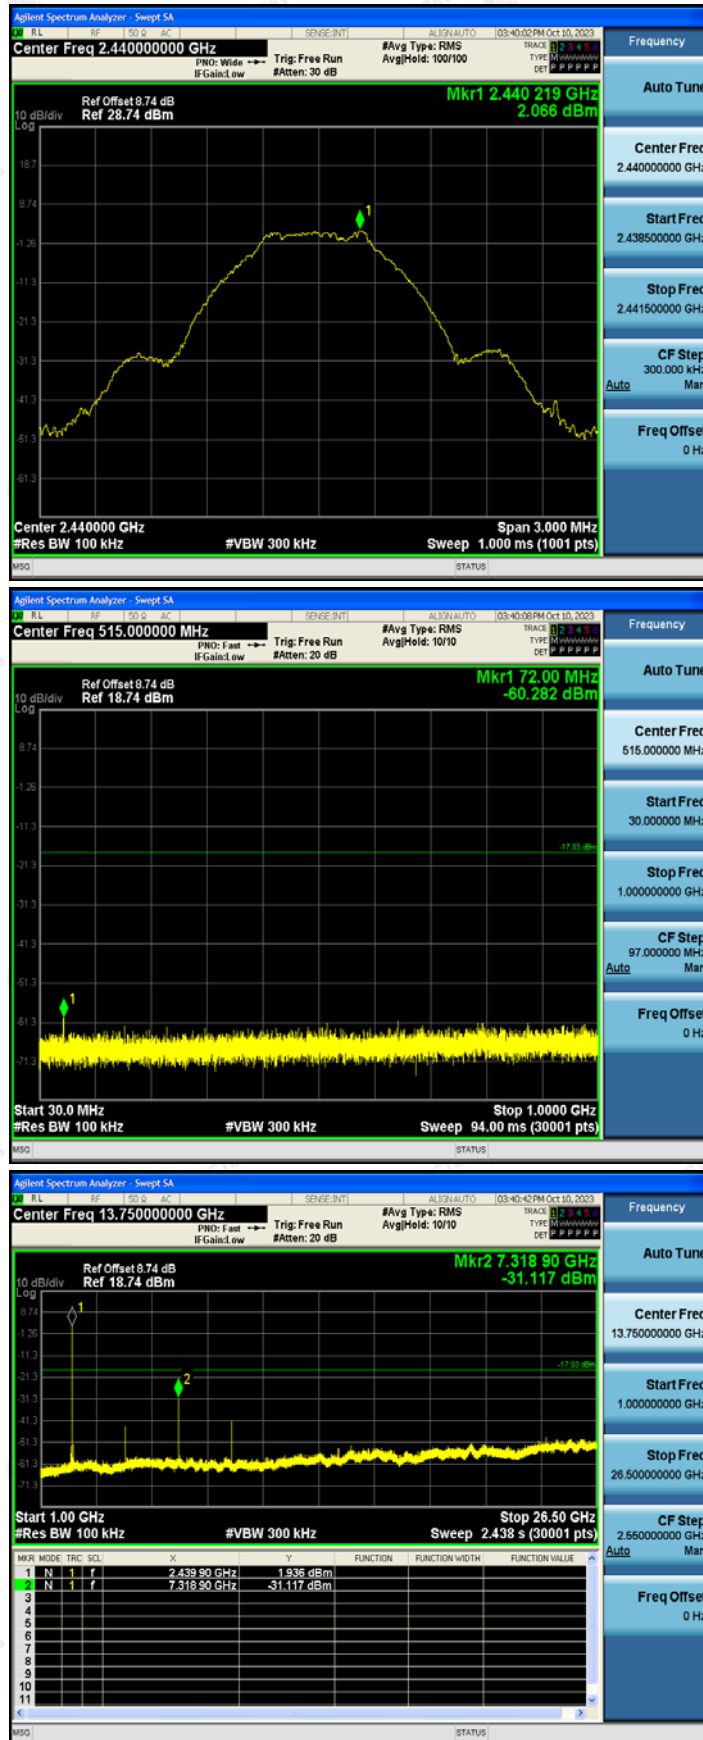 Agilent Spectrum Analyzer - Swept SA
RL RF 50 Ω AC SENSE:INT ALIGNAUTO 03:40:02 PM Oct 10, 2023
Center Freq 2.440000000 GHz
PNO: Wide
IFGain:Low
Trig: Free Run
#Atten: 30 dB
#Avg Type: RMS
Avg|Hold: 100/100
TRACE 1 2 3 4 5 6
TYPE M
DET P P P P P P
Ref Offset 8.74 dB
Ref 28.74 dBm
10 dB/div
Log
Mkr1 2.440 219 GHz
2.066 dBm
18.7
8.74
-1.26
-11.3
-21.3
-31.3
-41.3
-51.3
-61.3
1
Center 2.440000 GHz
Span 3.000 MHz
#Res BW 100 kHz
#VBW 300 kHz
Sweep 1.000 ms (1001 pts)
MSG
STATUS
Frequency
Auto Tune
Center Freq
2.440000000 GHz
Start Freq
2.438500000 GHz
Stop Freq
2.441500000 GHz
CF Step
300.000 kHz
Auto Man
Freq Offset
0 Hz
Agilent Spectrum Analyzer - Swept SA
RL RF 50 Ω AC SENSE:INT ALIGNAUTO 03:40:08 PM Oct 10, 2023
Center Freq 515.000000 MHz
PNO: Fast
IFGain:Low
Trig: Free Run
#Atten: 20 dB
#Avg Type: RMS
Avg|Hold: 10/10
TRACE 1 2 3 4 5 6
TYPE M
DET P P P P P P
Ref Offset 8.74 dB
Ref 18.74 dBm
10 dB/div
Log
Mkr1 72.00 MHz
-60.282 dBm
8.74
-1.26
-11.3
-21.3
-31.3
-41.3
-51.3
-61.3
-71.3
-17.93 dBm
1
Start 30.0 MHz
Stop 1.0000 GHz
#Res BW 100 kHz
#VBW 300 kHz
Sweep 94.00 ms (30001 pts)
MSG
STATUS
Frequency
Auto Tune
Center Freq
515.000000 MHz
Start Freq
30.000000 MHz
Stop Freq
1.000000000 GHz
CF Step
97.000000 MHz
Auto Man
Freq Offset
0 Hz
Agilent Spectrum Analyzer - Swept SA
RL RF 50 Ω AC SENSE:INT ALIGNAUTO 03:40:42 PM Oct 10, 2023
Center Freq 13.750000000 GHz
PNO: Fast
IFGain:Low
Trig: Free Run
#Atten: 20 dB
#Avg Type: RMS
Avg|Hold: 10/10
TRACE 1 2 3 4 5 6
TYPE M
DET P P P P P P
Ref Offset 8.74 dB
Ref 18.74 dBm
10 dB/div
Log
Mkr2 7.318 90 GHz
-31.117 dBm
8.74
-1.26
-11.3
-21.3
-31.3
-41.3
-51.3
-61.3
-71.3
-17.93 dBm
1
2
Start 1.00 GHz
Stop 26.50 GHz
#Res BW 100 kHz
#VBW 300 kHz
Sweep 2.438 s (30001 pts)
MKR MODE TRC SCL X Y FUNCTION FUNCTION WIDTH FUNCTION VALUE
1 N 1 f 2.439 90 GHz 1.936 dBm
2 N 1 f 7.318 90 GHz -31.117 dBm
3
4
5
6
7
8
9
10
11
MSG
STATUS
Frequency
Auto Tune
Center Freq
13.750000000 GHz
Start Freq
1.000000000 GHz
Stop Freq
26.500000000 GHz
CF Step
2.550000000 GHz
Auto Man
Freq Offset
0 Hz